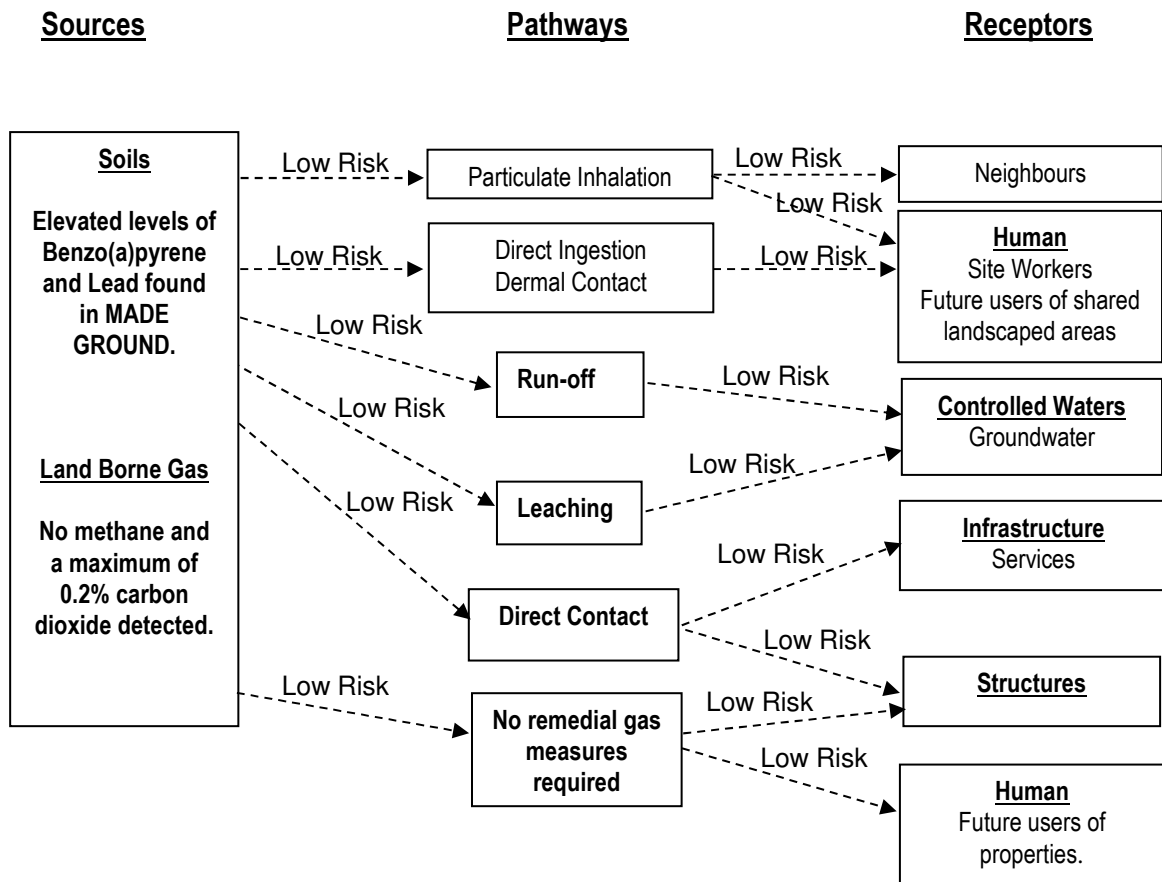 Sources
Pathways
Receptors
Soils
Elevated levels of
Benzo(a)pyrene
and Lead found
in MADE
GROUND.
Land Borne Gas
No methane and
a maximum of
0.2% carbon
dioxide detected.
Low Risk
Low Risk
Low Risk
Low Risk
Low Risk
Low Risk
Particulate Inhalation
Direct Ingestion
Dermal Contact
Run-off
Leaching
Direct Contact
No remedial gas
measures
required
Low Risk
Low Risk
Low Risk
Low Risk
Low Risk
Low Risk
Low Risk
Low Risk
Low Risk
Neighbours
Human
Site Workers
Future users of shared
landscaped areas
Controlled Waters
Groundwater
Infrastructure
Services
Structures
Human
Future users of
properties.